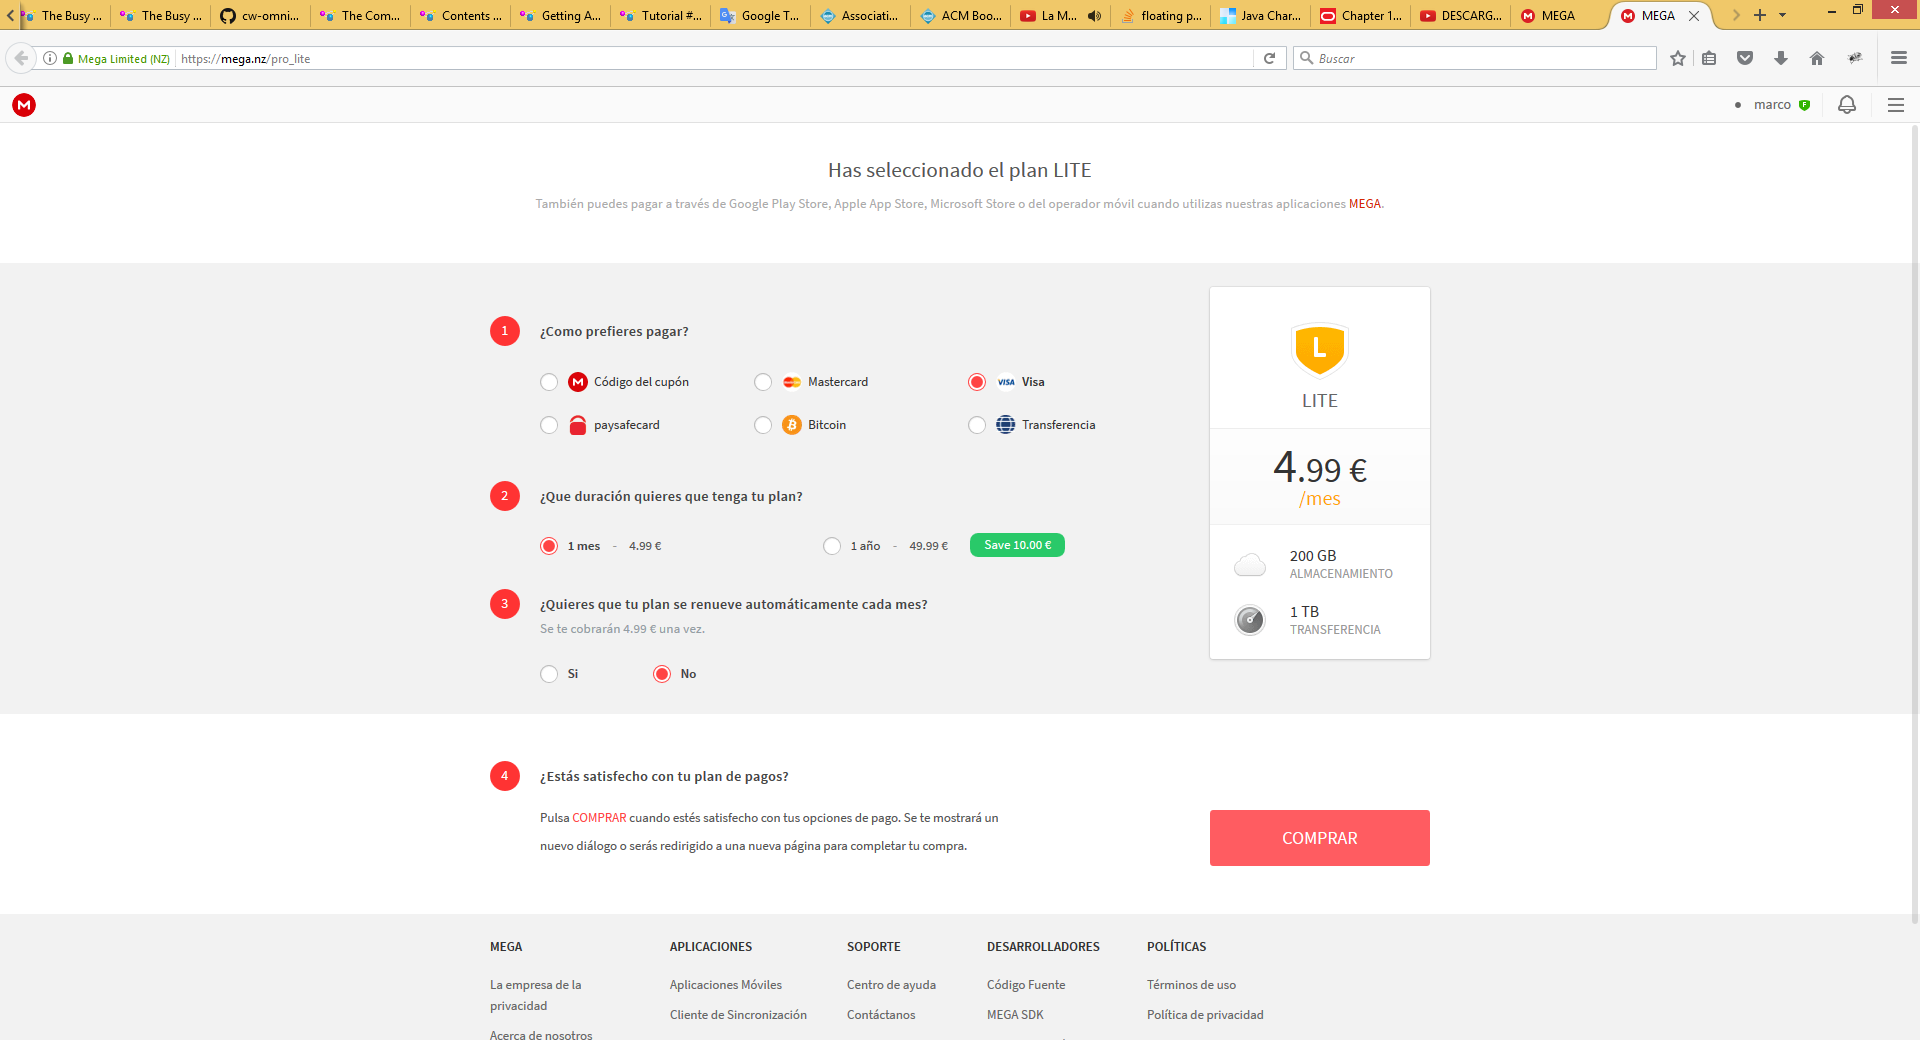 The Busy ...
The Busy ...
cw-omni...
The Com...
Contents ...
Getting A...
Tutorial #...
Google T...
Associati...
ACM Boo...
La M...
floating p...
Java Char...
Chapter 1...
DESCARG...
MEGA
MEGA
Mega Limited (NZ)
https://mega.nz/pro_lite
Buscar
M
marco
F
Has seleccionado el plan LITE
También puedes pagar a través de Google Play Store, Apple App Store, Microsoft Store o del operador móvil cuando utilizas nuestras aplicaciones MEGA.
1 ¿Como prefieres pagar?
M Código del cupón
Mastercard
VISA Visa
paysafecard
Bitcoin
Transferencia
2 ¿Que duración quieres que tenga tu plan?
1 mes - 4.99 €
1 año - 49.99 €
Save 10.00 €
3 ¿Quieres que tu plan se renueve automáticamente cada mes?
Se te cobrarán 4.99 € una vez.
Si
No
L
LITE
4.99 €
/mes
200 GB
ALMACENAMIENTO
1 TB
TRANSFERENCIA
4 ¿Estás satisfecho con tu plan de pagos?
Pulsa COMPRAR cuando estés satisfecho con tus opciones de pago. Se te mostrará un
nuevo diálogo o serás redirigido a una nueva página para completar tu compra.
COMPRAR
MEGA
La empresa de la
privacidad
Acerca de nosotros
APLICACIONES
Aplicaciones Móviles
Cliente de Sincronización
SOPORTE
Centro de ayuda
Contáctanos
DESARROLLADORES
Código Fuente
MEGA SDK
POLÍTICAS
Términos de uso
Política de privacidad